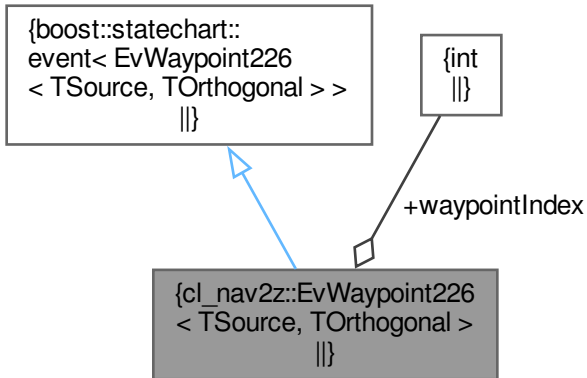 {boost::statechart::
event< EvWaypoint226
< TSource, TOrthogonal > >
||}
{int
||}
+waypointIndex
{cl_nav2z::EvWaypoint226
< TSource, TOrthogonal >
||}